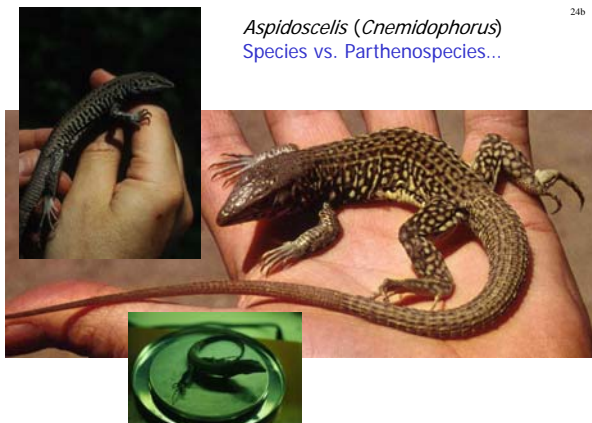 24b
Aspidoscelis (Cnemidophorus)
Species vs. Parthenospecies...